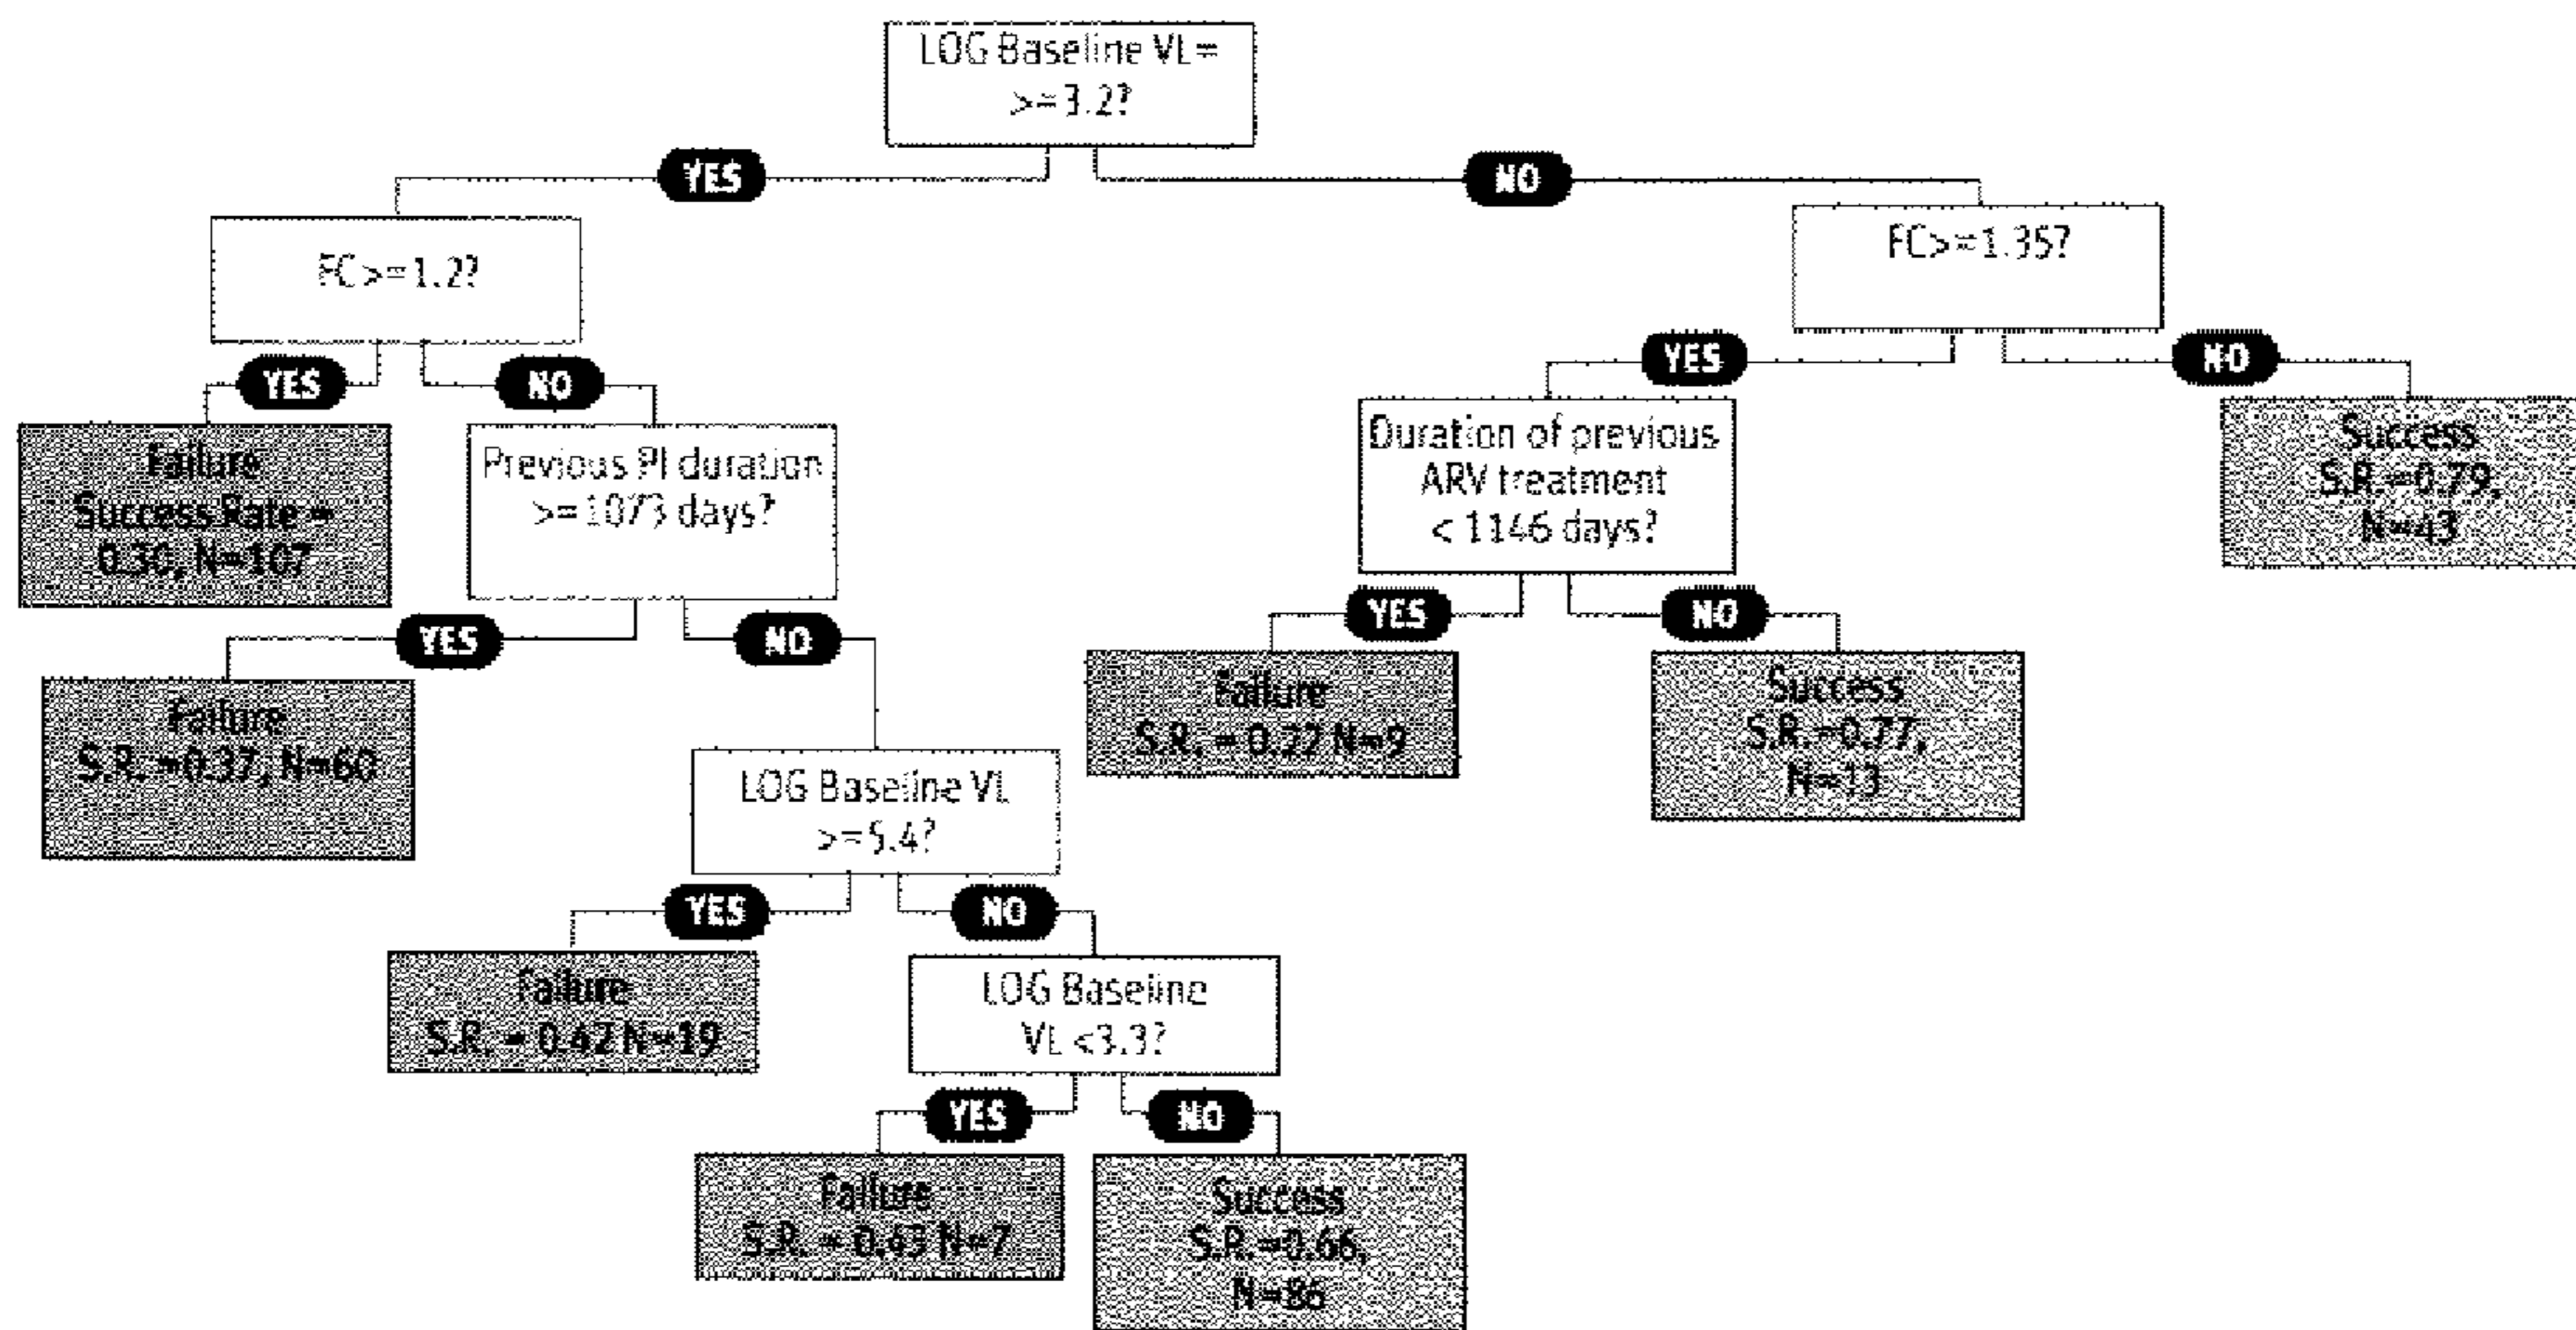 LOG Baseline VL=
>=3.2?
YES
NO
FC>=1.2?
FC>=1.35?
YES
NO
YES
NO
Failure
Success Rate =
0.30, N=107
Previous PI duration
>=1073 days?
Duration of previous
ARV treatment
< 1146 days?
Success
S.R.=0.79,
N=43
YES
NO
YES
NO
Failure
S.R. =0.37, N=60
Failure
S.R. = 0.22 N=9
Success
S.R.=0.77,
N=13
LOG Baseline VL
>=5.4?
YES
NO
Failure
S.R. = 0.42 N=19
LOG Baseline
VL <3.3?
YES
NO
Failure
S.R. = 0.43 N=7
Success
S.R.=0.66,
N=86